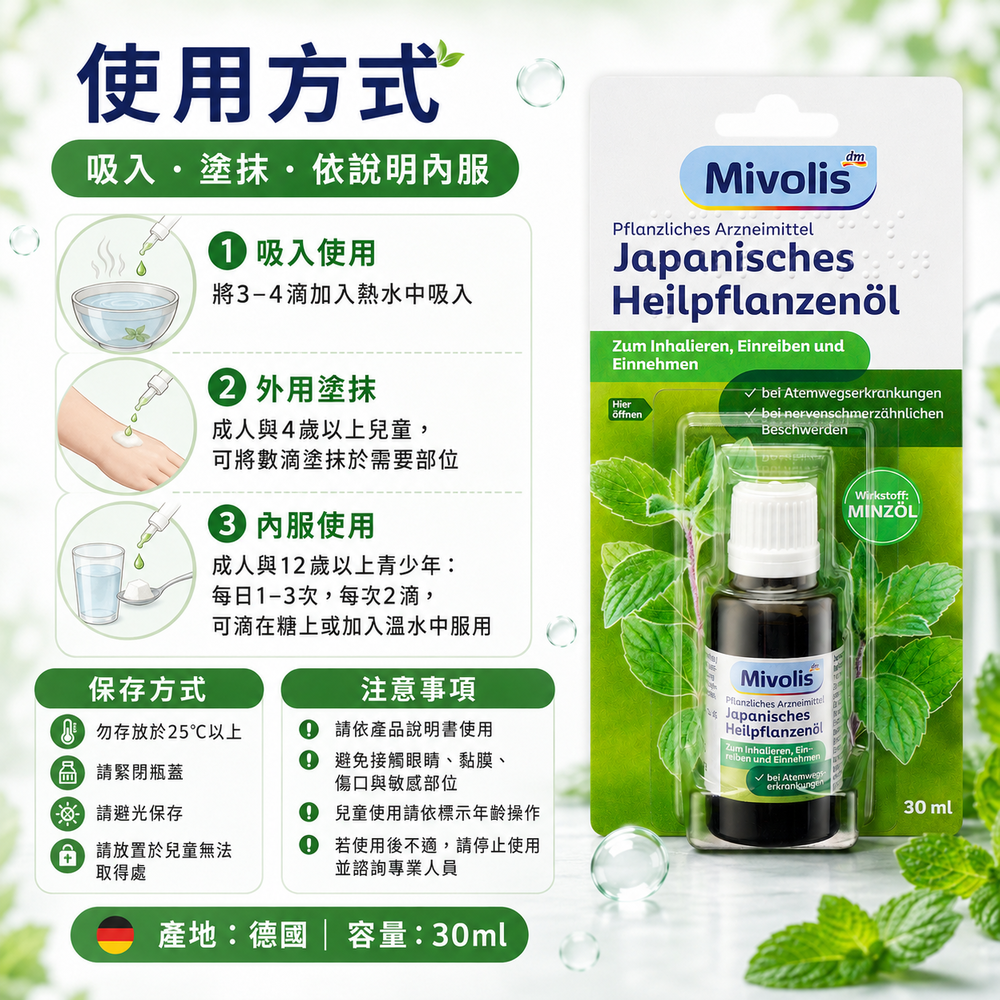 使用方式
吸入・塗抹・依說明內服
1 吸入使用
將3–4滴加入熱水中吸入
2 外用塗抹
成人與4歲以上兒童，
可將數滴塗抹於需要部位
3 內服使用
成人與12歲以上青少年：
每日1–3次，每次2滴，
可滴在糖上或加入溫水中服用
保存方式
勿存放於25°C以上
請緊閉瓶蓋
請避光保存
請放置於兒童無法
取得處
注意事項
請依產品說明書使用
避免接觸眼睛、黏膜、
傷口與敏感部位
兒童使用請依標示年齡操作
若使用後不適，請停止使用
並諮詢專業人員
產地：德國｜容量：30ml
dm
Mivolis
Pflanzliches Arzneimittel
Japanisches
Heilpflanzenöl
Zum Inhalieren, Einreiben und
Einnehmen
✓ bei Atemwegserkrankungen
✓ bei nervenschmerzähnlichen
Beschwerden
Hier
öffnen
Wirkstoff:
MINZÖL
dm
Mivolis
Pflanzliches Arzneimittel
Japanisches
Heilpflanzenöl
Zum Inhalieren, Ein-
reiben und Einnehmen
✓ bei Atemwegs-
erkrankungen
30 ml